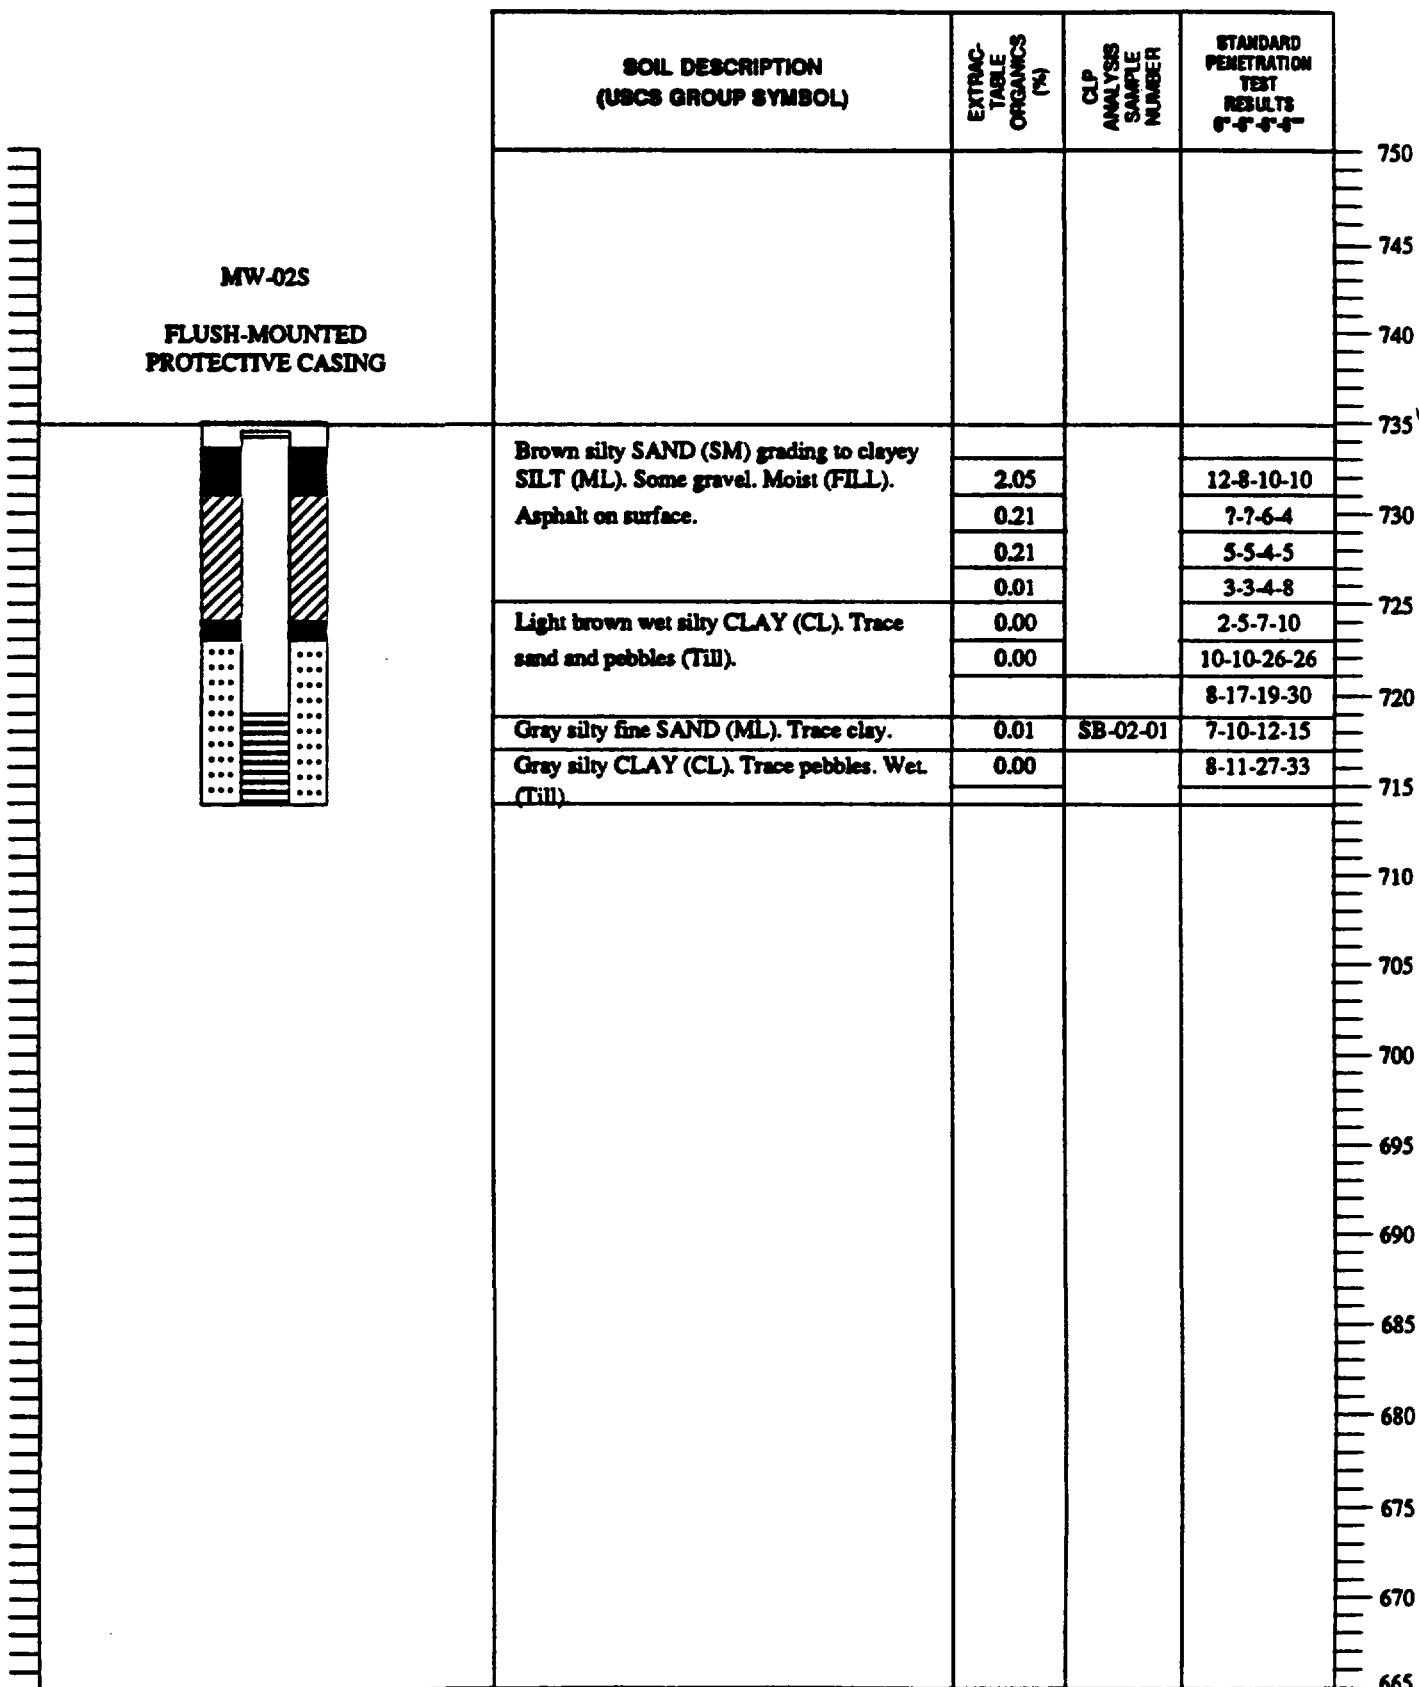 SOIL DESCRIPTION
(USCS GROUP SYMBOL)
EXTRAC-
TABLE
ORGANICS
(%)
CLP
ANALYSIS
SAMPLE
NUMBER
STANDARD
PENETRATION
TEST
RESULTS
6"-6"-6"-6"
750
745
MW-02S
740
FLUSH-MOUNTED
PROTECTIVE CASING
735
Brown silty SAND (SM) grading to clayey
SILT (ML). Some gravel. Moist (FILL).
2.05
12-8-10-10
Asphalt on surface.
0.21
?-?-6-4
730
0.21
5-5-4-5
0.01
3-3-4-8
725
Light brown wet silty CLAY (CL). Trace
0.00
2-5-7-10
sand and pebbles (Till).
0.00
10-10-26-26
8-17-19-30
720
Gray silty fine SAND (ML). Trace clay.
0.01
SB-02-01
7-10-12-15
Gray silty CLAY (CL). Trace pebbles. Wet.
0.00
8-11-27-33
(Till).
715
710
705
700
695
690
685
680
675
670
665